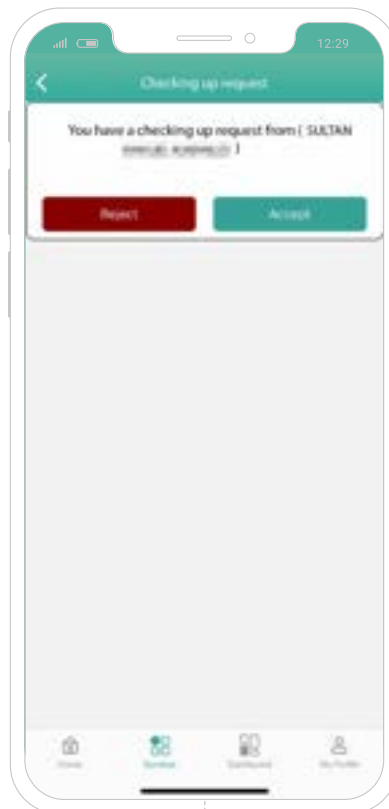 12:29
Checking up request
You have a checking up request from ( SULTAN
)
Reject
Accept
Home
Services
Dashboard
My Profile